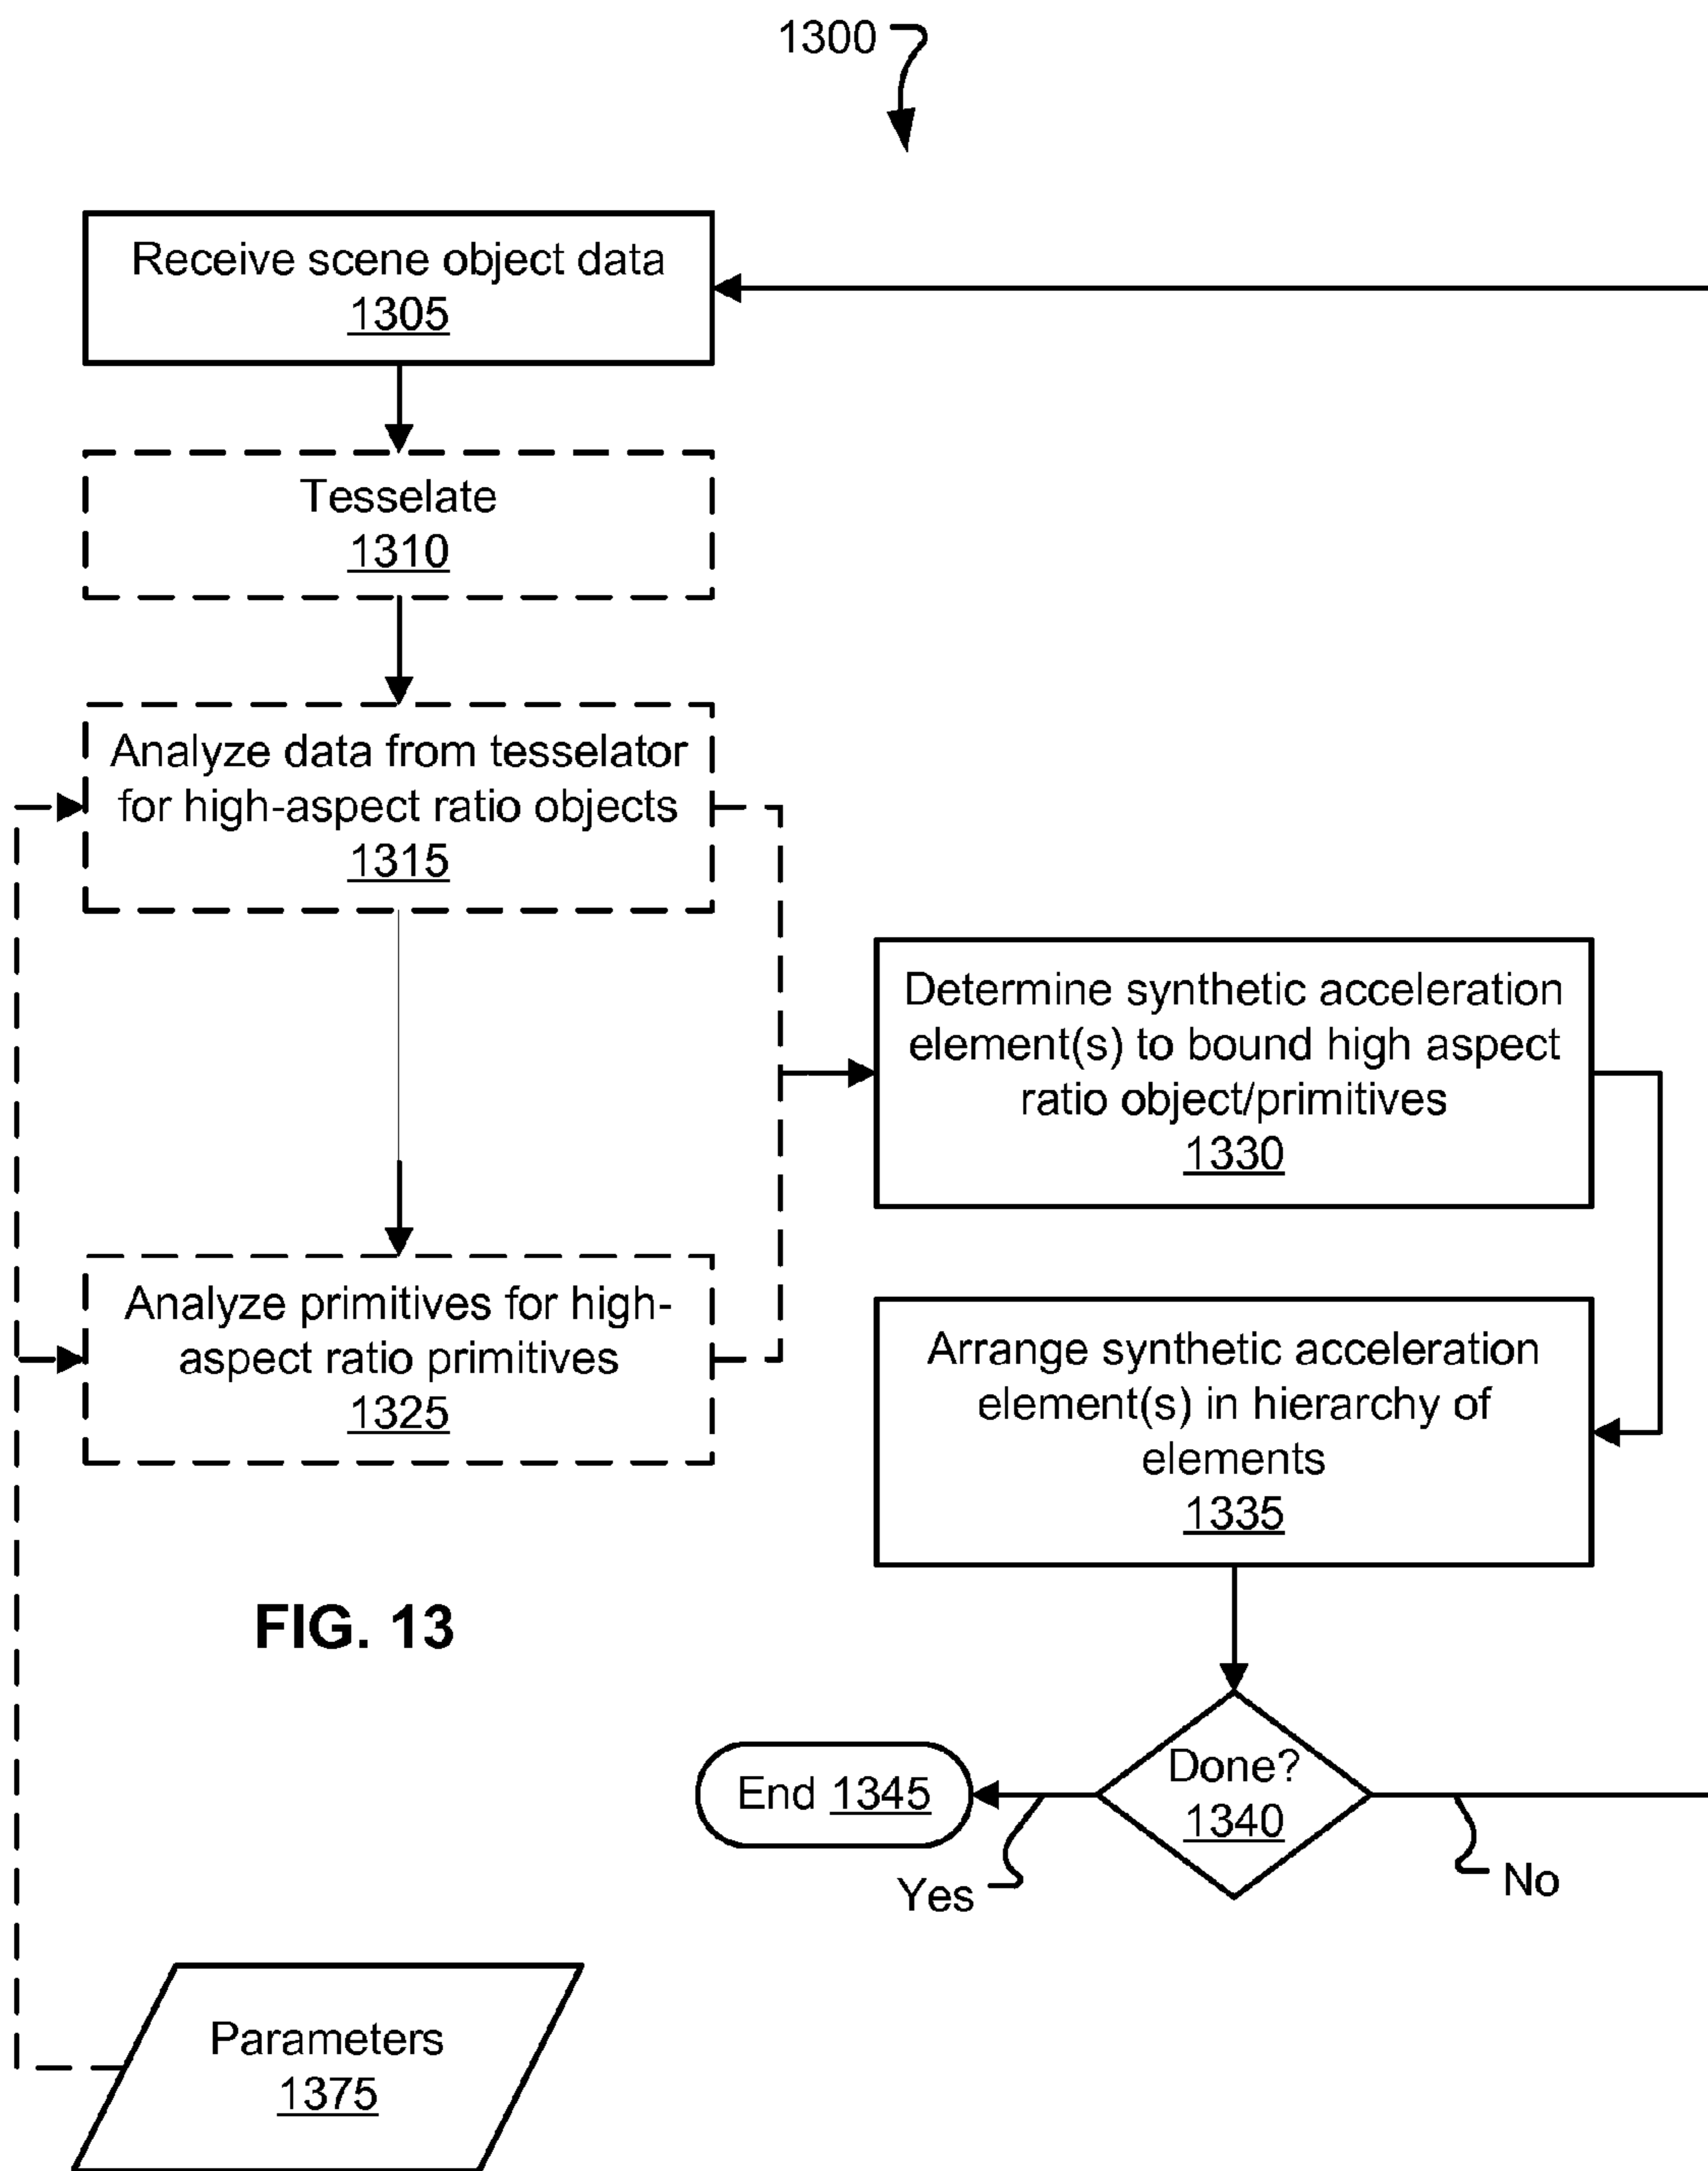 1300
Receive scene object data
1305
Tesselate
1310
Analyze data from tesselator
for high-aspect ratio objects
1315
Determine synthetic acceleration
element(s) to bound high aspect
ratio object/primitives
1330
Analyze primitives for high-
aspect ratio primitives
1325
Arrange synthetic acceleration
element(s) in hierarchy of
elements
1335
FIG. 13
Done?
1340
End 1345
Yes
No
Parameters
1375